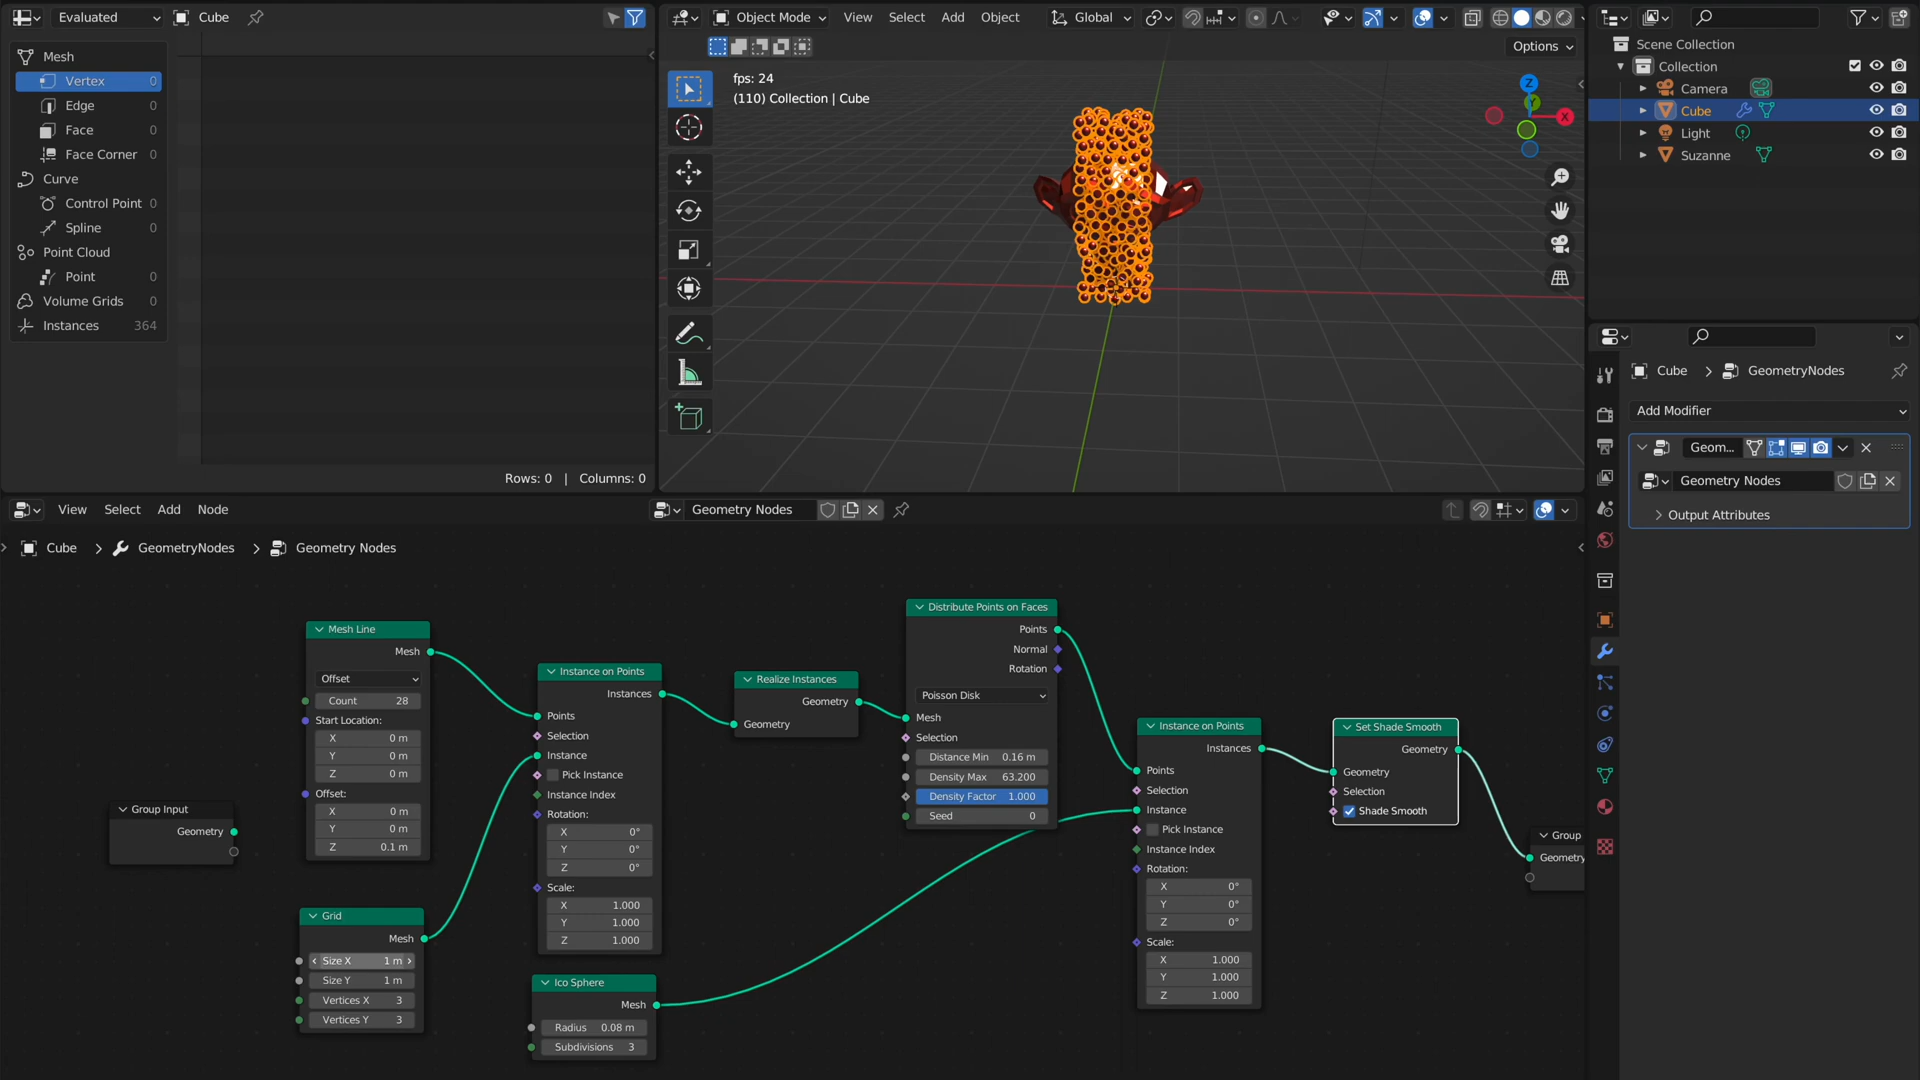 Evaluated
Cube
Mesh
Vertex 0
Edge 0
Face 0
Face Corner 0
Curve
Control Point 0
Spline 0
Point Cloud
Point 0
Volume Grids 0
Instances 364
Rows: 0 | Columns: 0
Object Mode
View
Select
Add
Object
Global
Options
fps: 24
(110) Collection | Cube
Z
Y
X
Scene Collection
Collection
Camera
Cube
Light
Suzanne
Cube > GeometryNodes
Add Modifier
Geom...
Geometry Nodes
Output Attributes
View
Select
Add
Node
Geometry Nodes
Cube > GeometryNodes > Geometry Nodes
Group Input
Geometry
Mesh Line
Mesh
Offset
Count 28
Start Location:
X 0 m
Y 0 m
Z 0 m
Offset:
X 0 m
Y 0 m
Z 0.1 m
Grid
Mesh
Size X 1 m
Size Y 1 m
Vertices X 3
Vertices Y 3
Instance on Points
Instances
Points
Selection
Instance
Pick Instance
Instance Index
Rotation:
X 0°
Y 0°
Z 0°
Scale:
X 1.000
Y 1.000
Z 1.000
Ico Sphere
Mesh
Radius 0.08 m
Subdivisions 3
Realize Instances
Geometry
Geometry
Distribute Points on Faces
Points
Normal
Rotation
Poisson Disk
Mesh
Selection
Distance Min 0.16 m
Density Max 63.200
Density Factor 1.000
Seed 0
Instance on Points
Instances
Points
Selection
Instance
Pick Instance
Instance Index
Rotation:
X 0°
Y 0°
Z 0°
Scale:
X 1.000
Y 1.000
Z 1.000
Set Shade Smooth
Geometry
Geometry
Selection
Shade Smooth
Group
Geometry